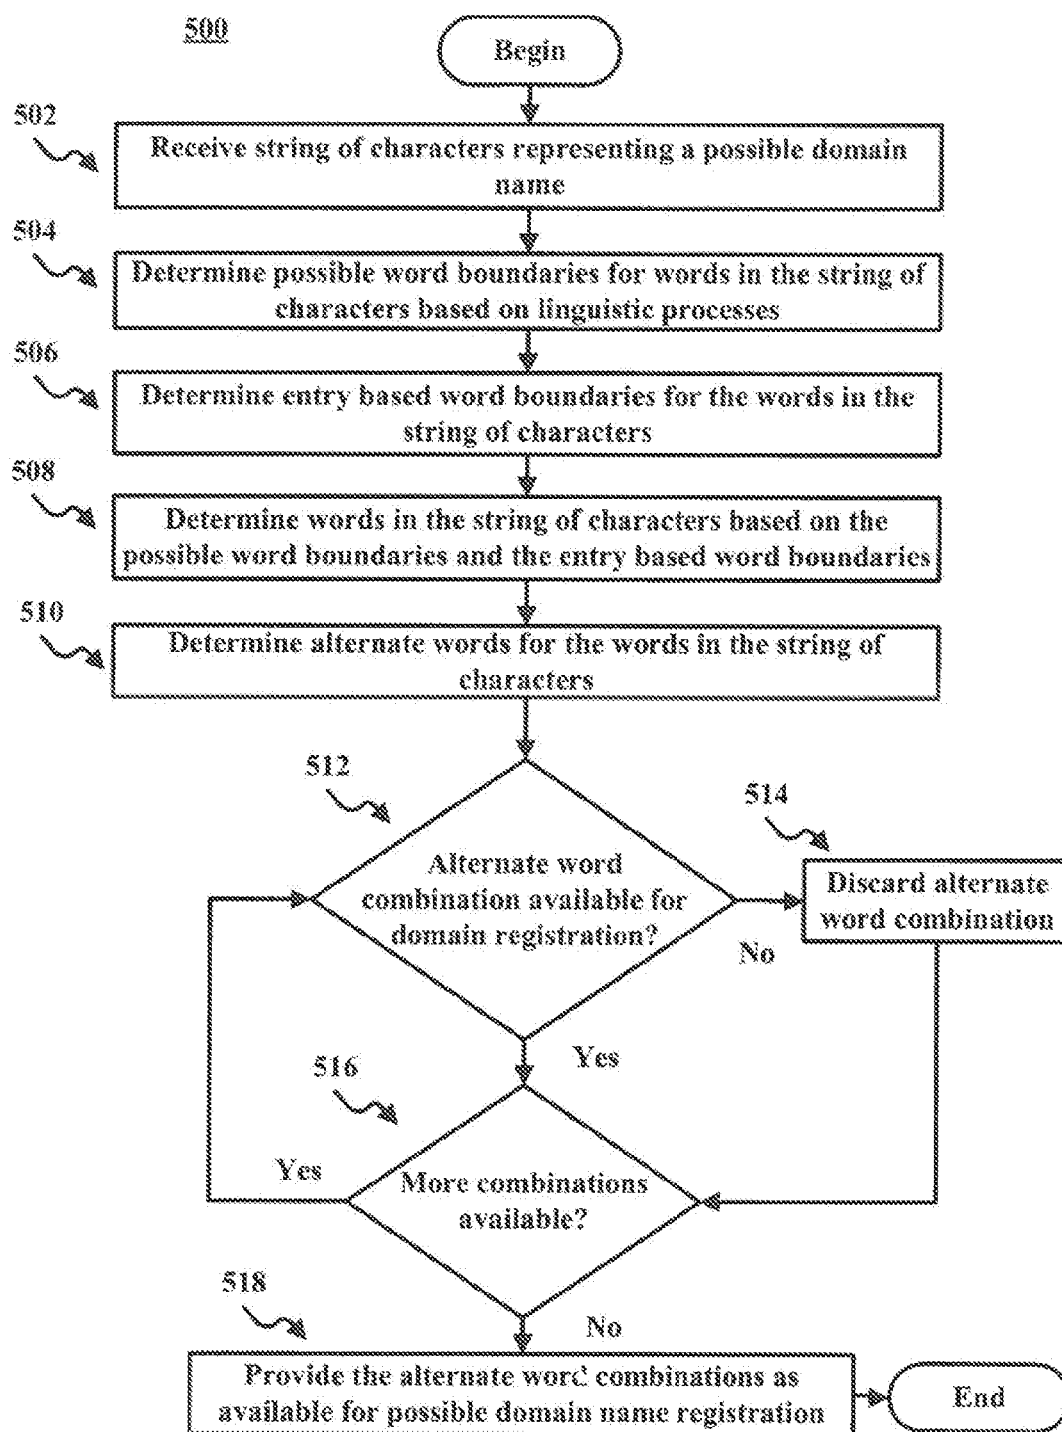 500
Begin
502
Receive string of characters representing a possible domain
name
504
Determine possible word boundaries for words in the string of
characters based on linguistic processes
506
Determine entry based word boundaries for the words in the
string of characters
508
Determine words in the string of characters based on the
possible word boundaries and the entry based word boundaries
510
Determine alternate words for the words in the string of
characters
512
Alternate word
combination available for
domain registration?
514
Discard alternate
word combination
No
Yes
516
More combinations
available?
Yes
518
No
Provide the alternate word combinations as
available for possible domain name registration
End